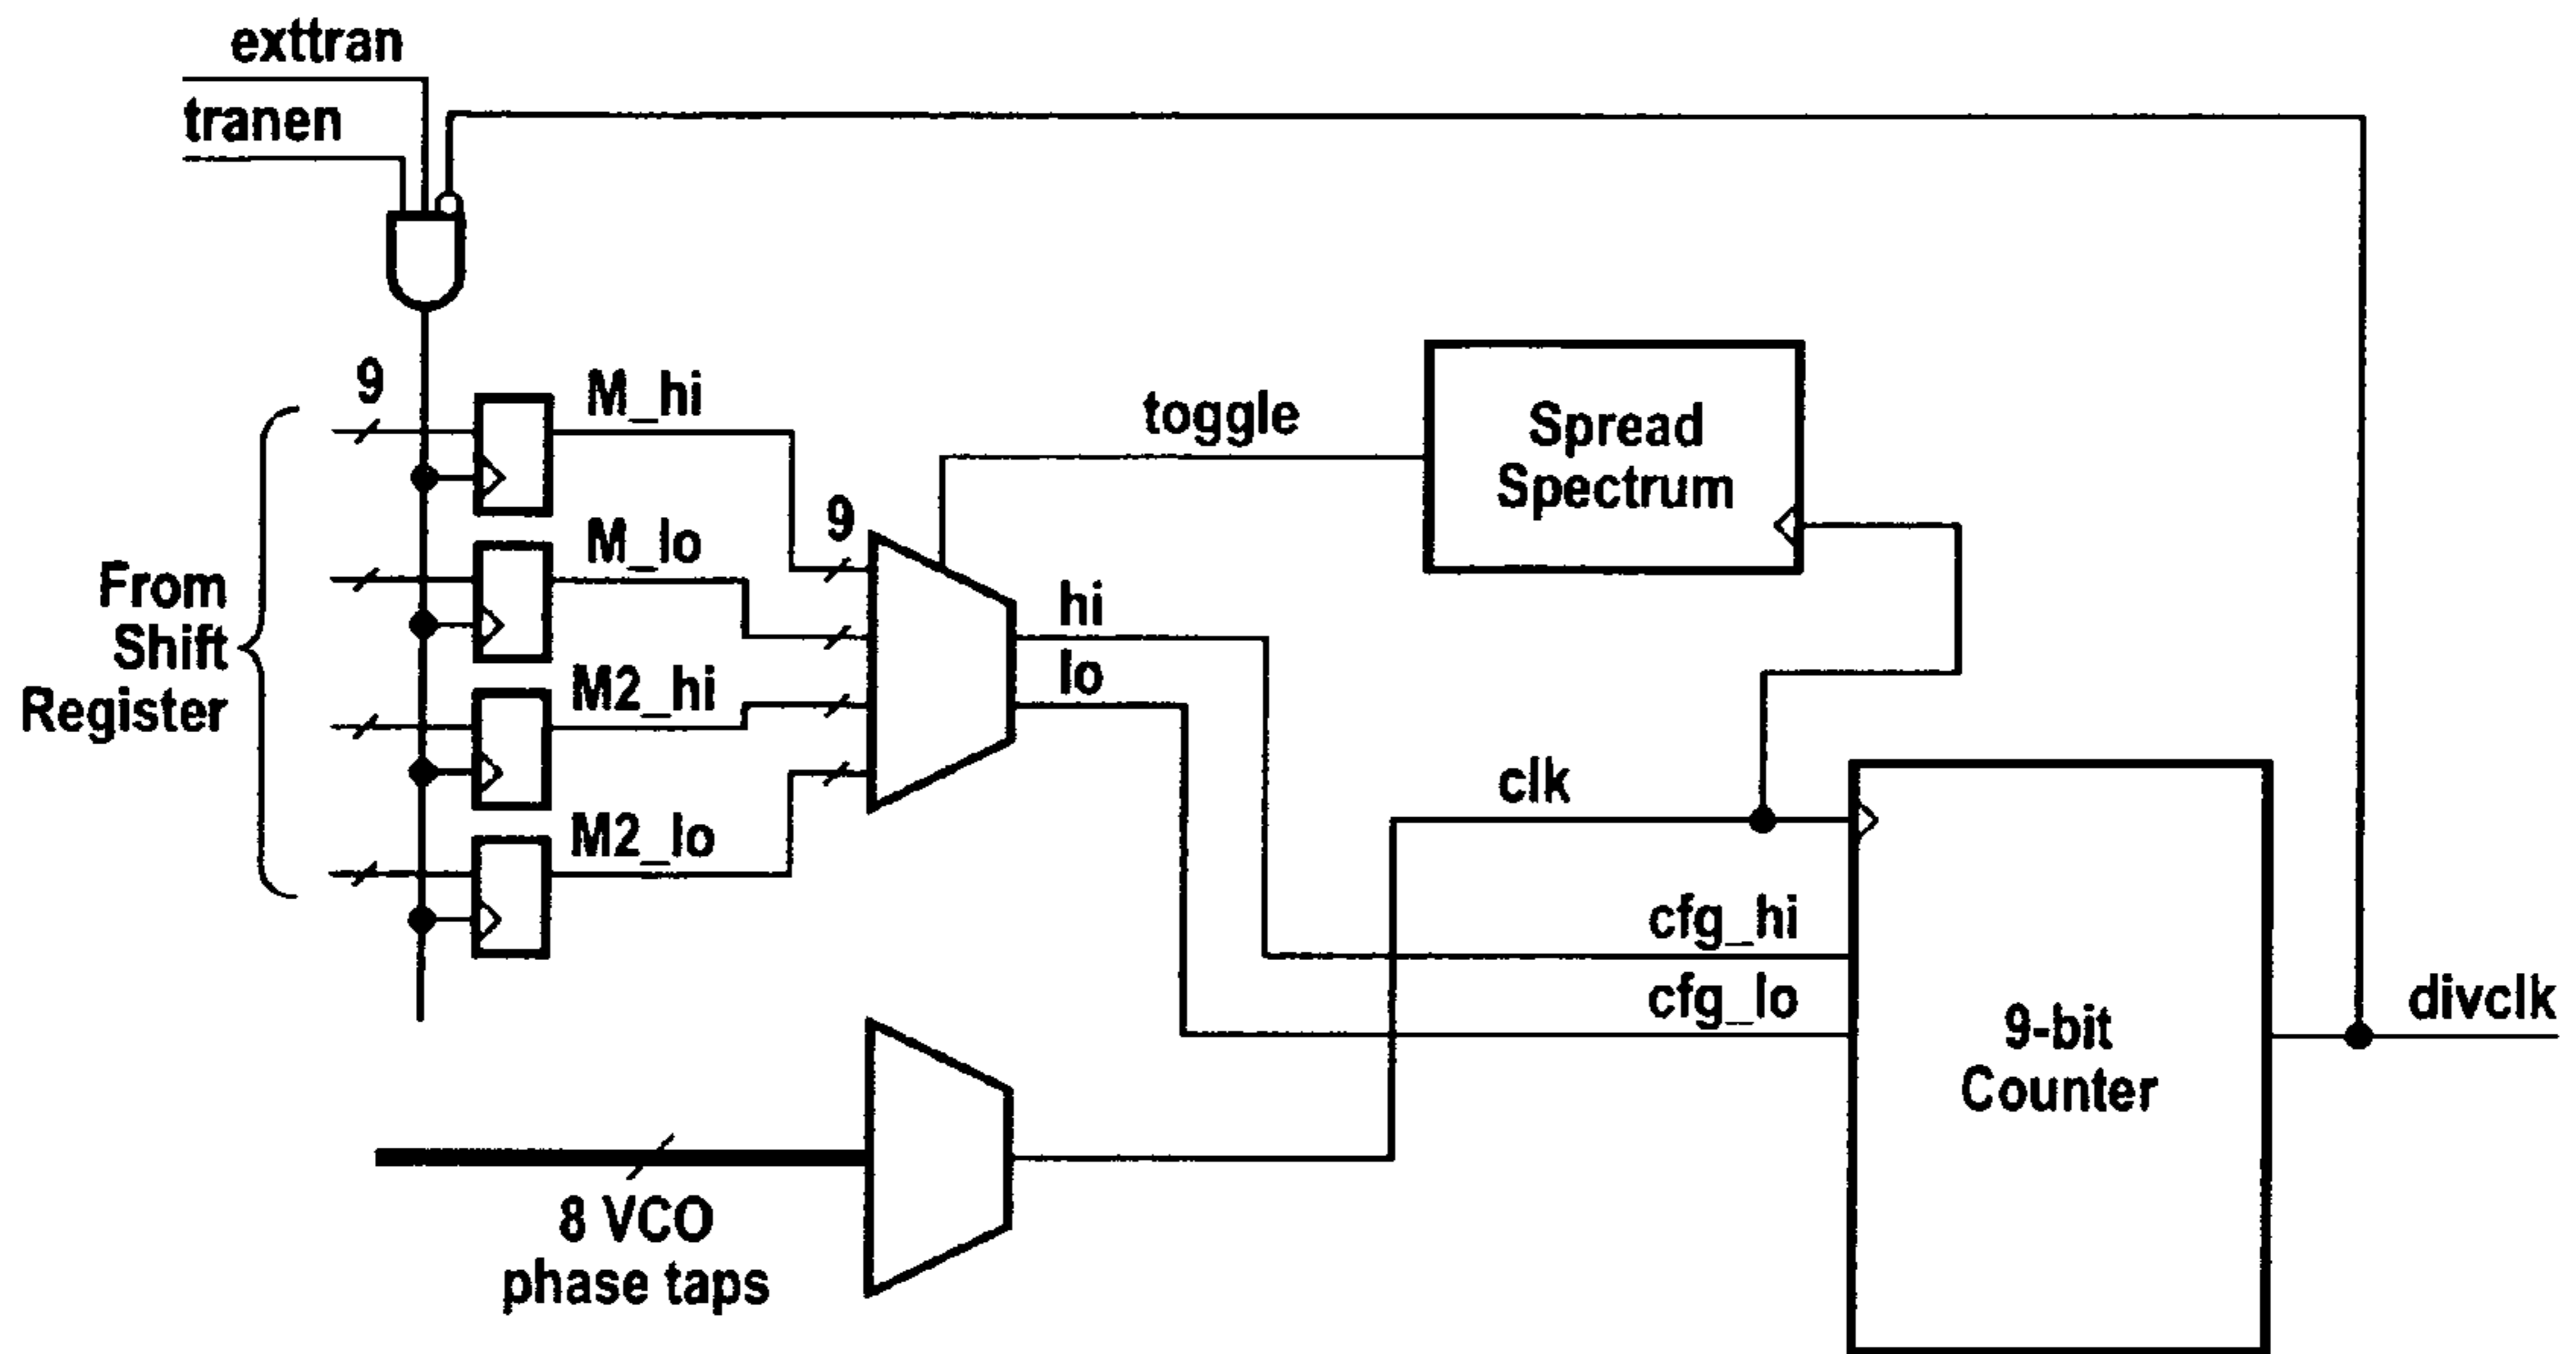 exttran
tranen
9
M_hi
toggle
Spread
Spectrum
9
M_lo
From
Shift
Register
hi
lo
M2_hi
clk
M2_lo
cfg_hi
cfg_lo
divclk
9-bit
Counter
8 VCO
phase taps